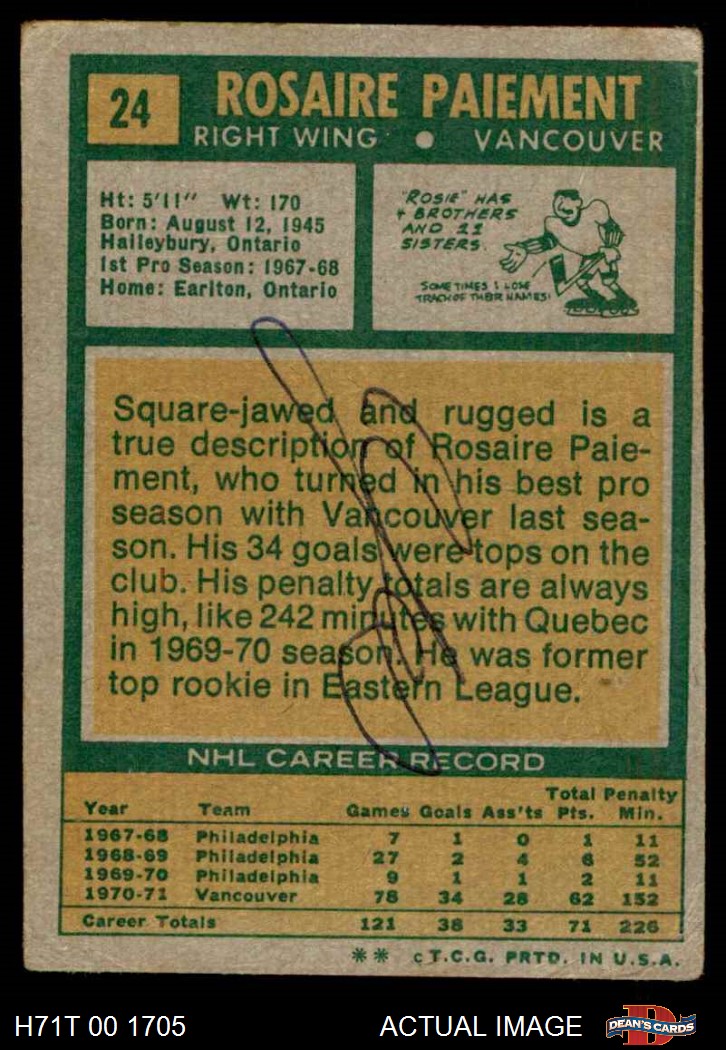 24
ROSAIRE PAIEMENT
RIGHT WING • VANCOUVER
Ht: 5'11" Wt: 170
Born: August 12, 1945
Haileybury, Ontario
1st Pro Season: 1967-68
Home: Earlton, Ontario
"ROSIE" HAS
4 BROTHERS
AND 11
SISTERS.
SOMETIMES I LOSE
TRACK OF THEIR NAMES!
Square-jawed and rugged is a
true description of Rosaire Paie-
ment, who turned in his best pro
season with Vancouver last sea-
son. His 34 goals were tops on the
club. His penalty totals are always
high, like 242 minutes with Quebec
in 1969-70 season. He was former
top rookie in Eastern League.
NHL CAREER RECORD
Year Team Games Goals Ass'ts Total Pts. Penalty Min.
1967-68 Philadelphia 7 1 0 1 11
1968-69 Philadelphia 27 2 4 6 52
1969-70 Philadelphia 9 1 1 2 11
1970-71 Vancouver 78 34 28 62 152
Career Totals 121 38 33 71 226
** c T.C.G. PRTD. IN U.S.A.
H71T 00 1705 ACTUAL IMAGE
DEAN'S CARDS